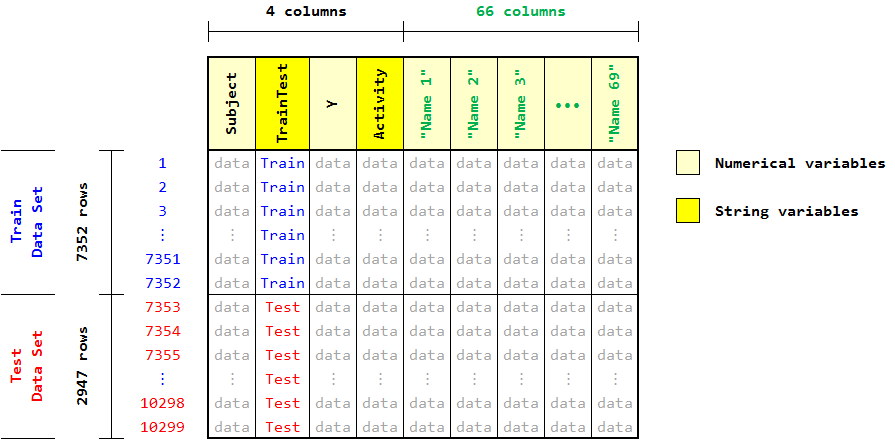 4 columns 66 columns
Subject TrainTest Y Activity "Name 1" "Name 2" "Name 3" ••• "Name 69"
Numerical variables
String variables
Train
Data Set
7352 rows
1 data Train data data data data data data data
2 data Train data data data data data data data
3 data Train data data data data data data data
⋮ ⋮ Train ⋮ ⋮ ⋮ ⋮ ⋮ ⋮ ⋮
7351 data Train data data data data data data data
7352 data Train data data data data data data data
Test
Data Set
2947 rows
7353 data Test data data data data data data data
7354 data Test data data data data data data data
7355 data Test data data data data data data data
⋮ ⋮ Test ⋮ ⋮ ⋮ ⋮ ⋮ ⋮ ⋮
10298 data Test data data data data data data data
10299 data Test data data data data data data data